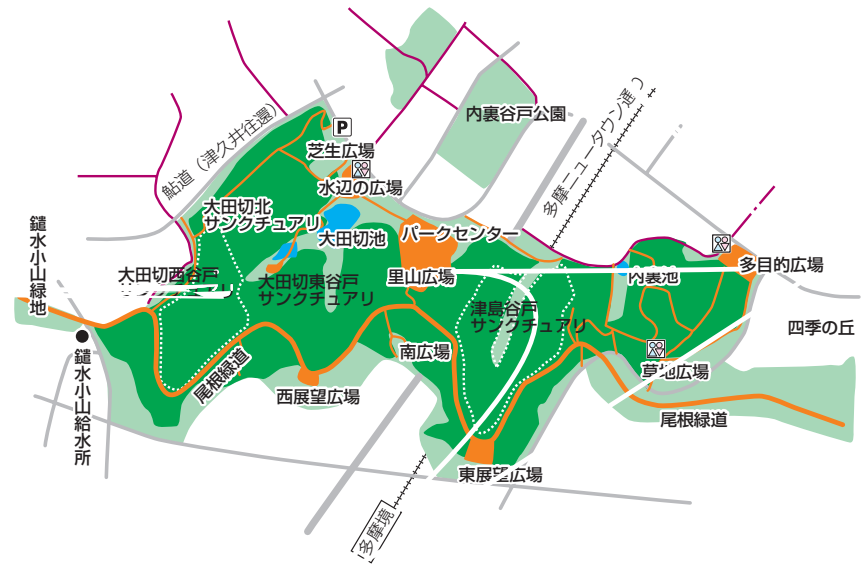 内裏谷戸公園
多摩ニュータウン通り
P
鮎道（津久井往還）
芝生広場
水辺の広場
大田切北
サンクチュアリ
大田切池
パークセンター
鑓水小山緑地
大田切西谷戸
サンクチュアリ
大田切東谷戸
サンクチュアリ
里山広場
内裏池
多目的広場
津島谷戸
サンクチュアリ
四季の丘
鑓水小山給水所
尾根緑道
南広場
草地広場
西展望広場
尾根緑道
東展望広場
多摩境